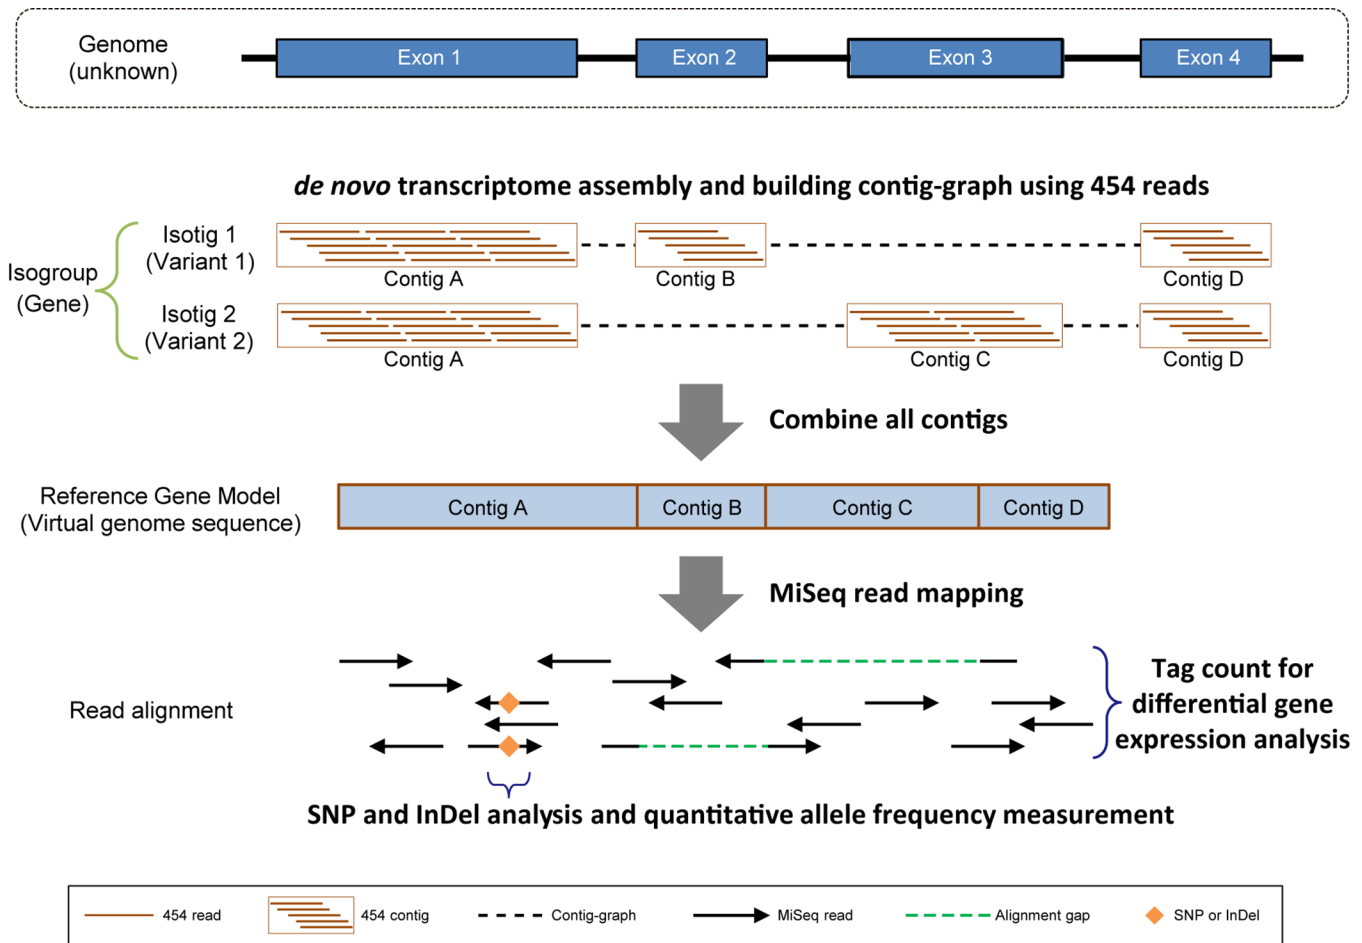 Genome
(unknown)
Exon 1
Exon 2
Exon 3
Exon 4
de novo transcriptome assembly and building contig-graph using 454 reads
Isogroup
(Gene)
Isotig 1
(Variant 1)
Contig A
Contig B
Contig D
Isotig 2
(Variant 2)
Contig A
Contig C
Contig D
Combine all contigs
Reference Gene Model
(Virtual genome sequence)
Contig A
Contig B
Contig C
Contig D
MiSeq read mapping
Read alignment
Tag count for
differential gene
expression analysis
SNP and InDel analysis and quantitative allele frequency measurement
454 read
454 contig
Contig-graph
MiSeq read
Alignment gap
SNP or InDel